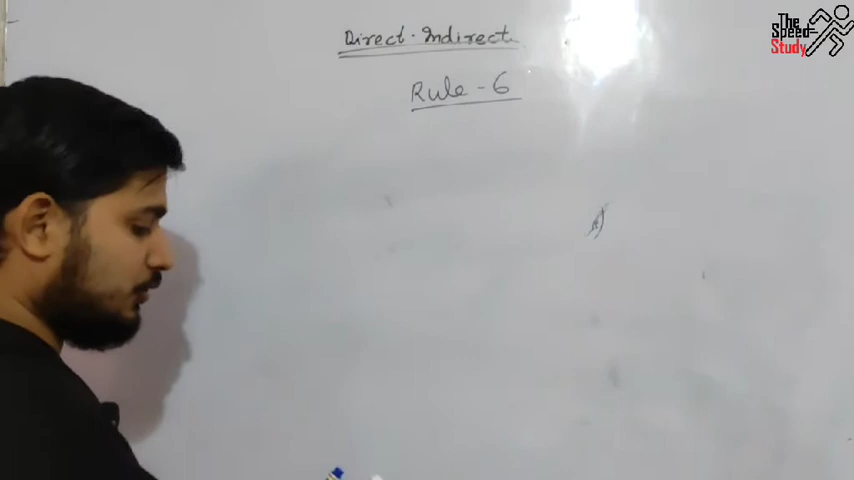 Direct - Indirect
Rule - 6
The
Speed
Study